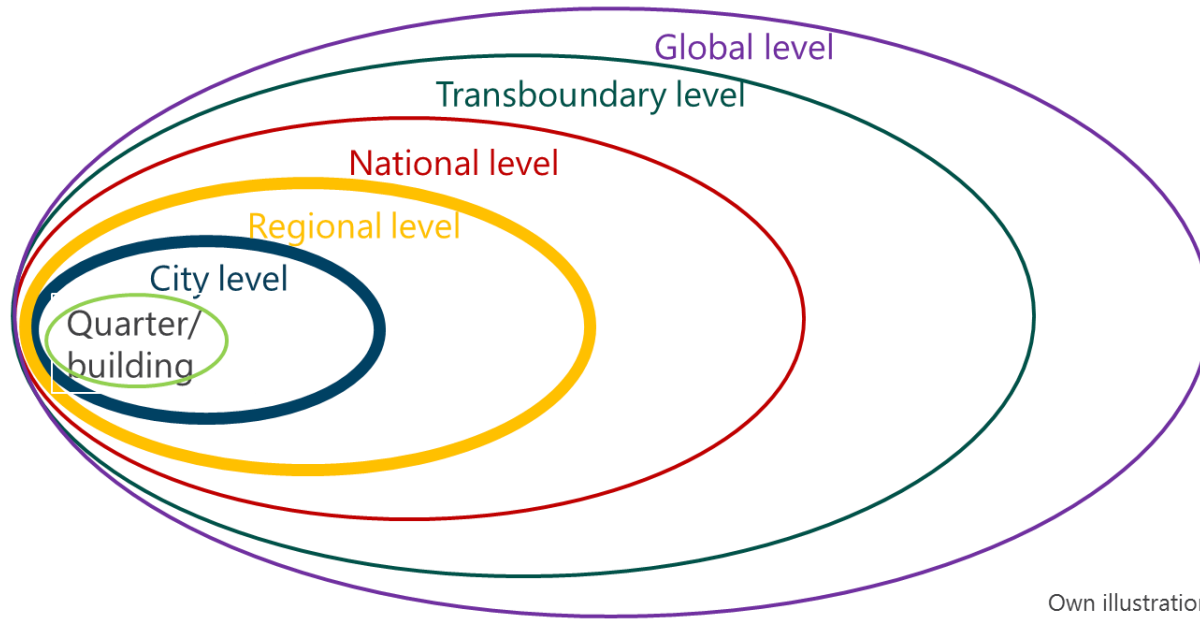 Global level
Transboundary level
National level
Regional level
City level
Quarter/
building
Own illustration